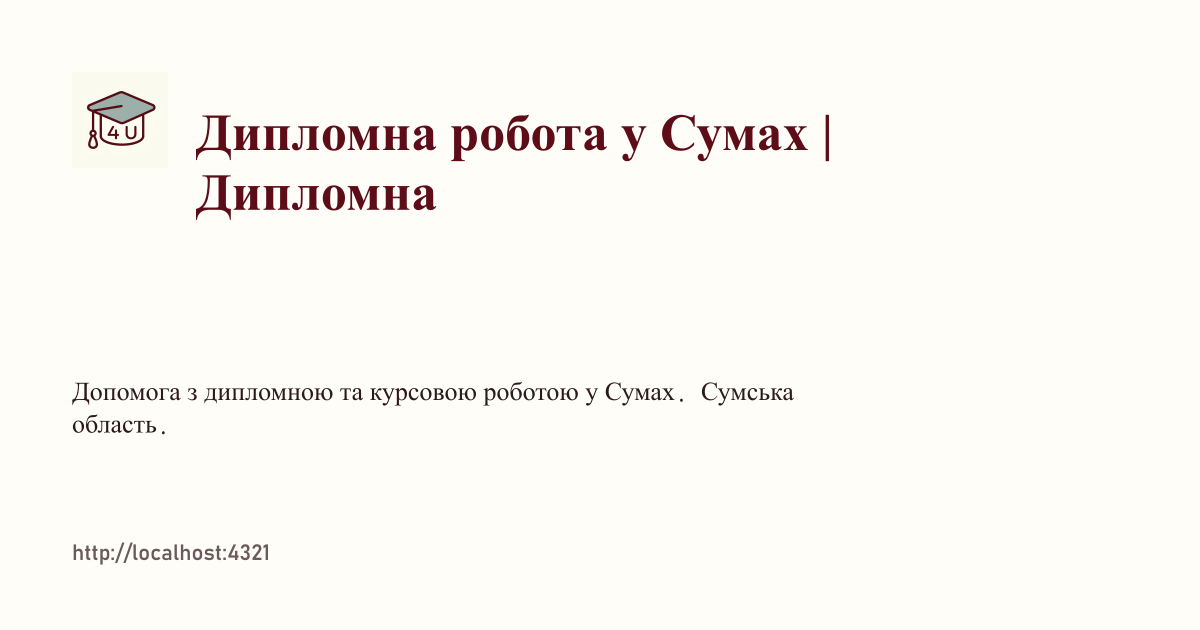 4 U
Дипломна робота у Сумах |
Дипломна
Допомога з дипломною та курсовою роботою у Сумах. Сумська
область.
http://localhost:4321